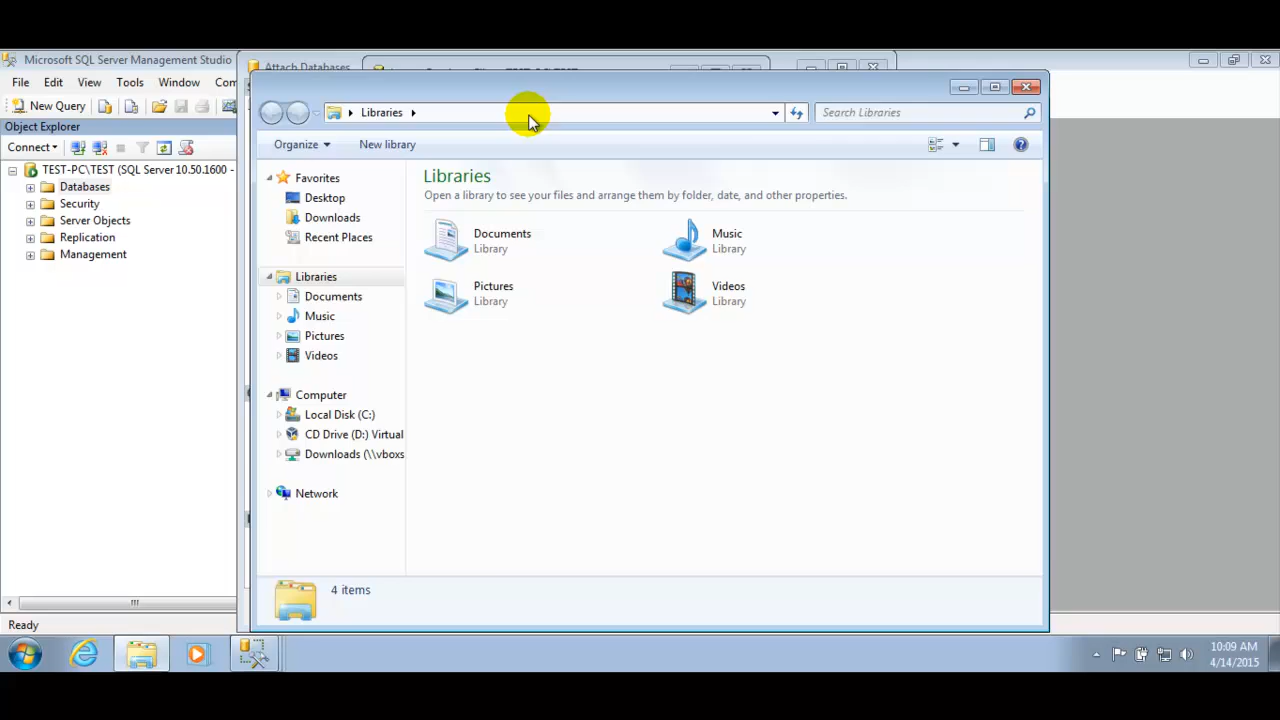 Microsoft SQL Server Management Studio
File Edit View Tools Window Com
New Query
Object Explorer
Connect
TEST-PC\TEST (SQL Server 10.50.1600 -
Databases
Security
Server Objects
Replication
Management
Ready
Attach Databases
Libraries
Search Libraries
Organize
New library
Favorites
Desktop
Downloads
Recent Places
Libraries
Documents
Music
Pictures
Videos
Computer
Local Disk (C:)
CD Drive (D:) Virtual
Downloads (\\vboxs
Network
Libraries
Open a library to see your files and arrange them by folder, date, and other properties.
Documents
Library
Music
Library
Pictures
Library
Videos
Library
4 items
10:09 AM
4/14/2015